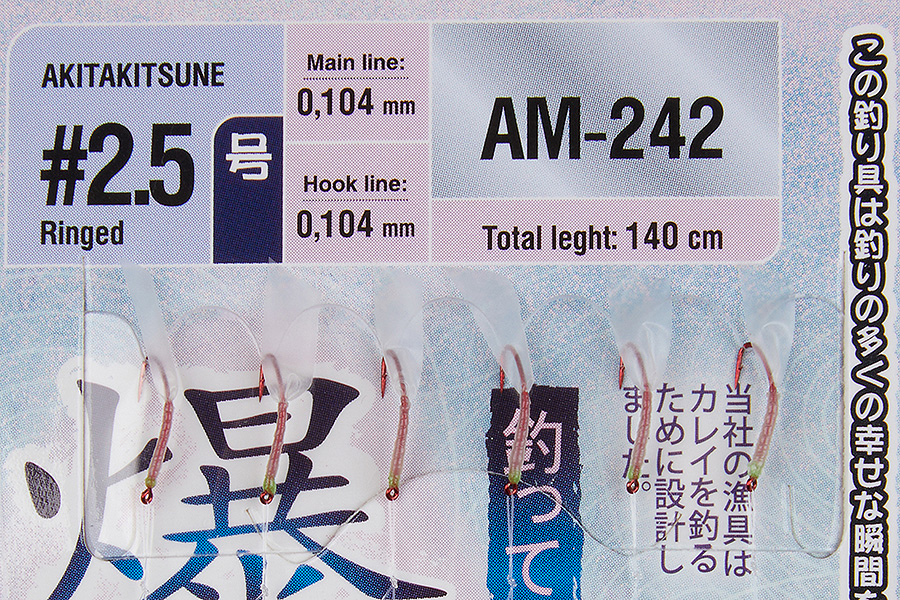 AKITAKITSUNE
#2.5
号
Ringed
Main line:
0,104 mm
Hook line:
0,104 mm
AM-242
Total leght: 140 cm
この釣り具は釣りの多くの幸せな瞬間を
爆
釣って
当社の漁具は
カレイを釣る
ために設計し
ました。